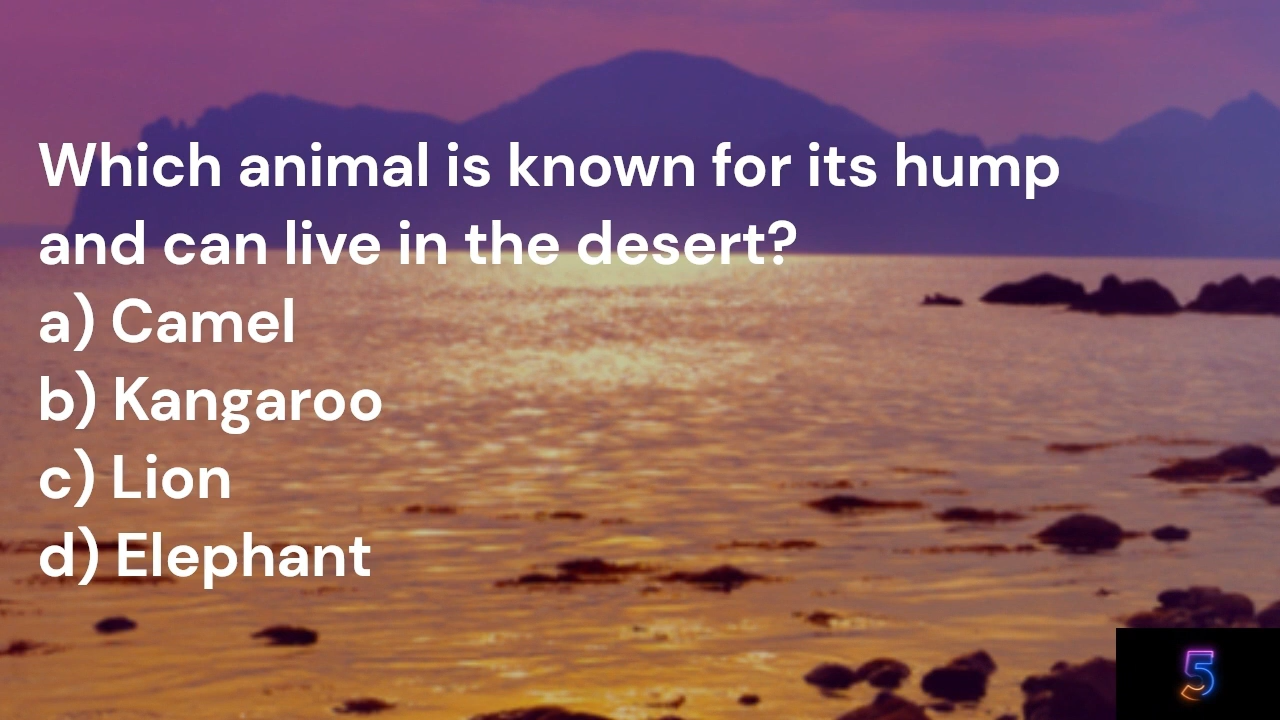 Which animal is known for its hump
and can live in the desert?
a) Camel
b) Kangaroo
c) Lion
d) Elephant
5